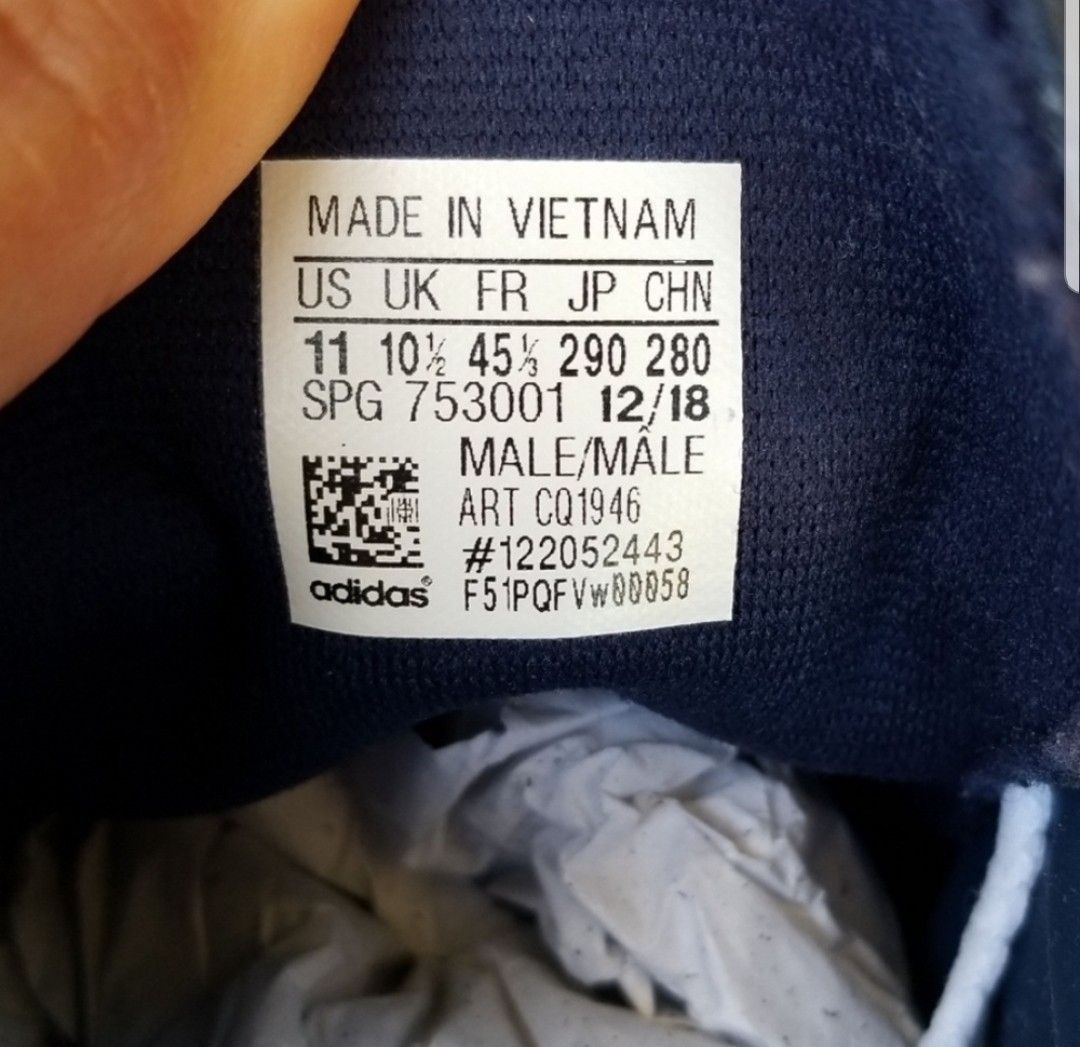 MADE IN VIETNAM
US UK FR JP CHN
11 10½ 45⅓ 290 280
SPG 753001 12/18
MALE/MÂLE
ART CQ1946
#122052443
adidas® F51PQFVw00058